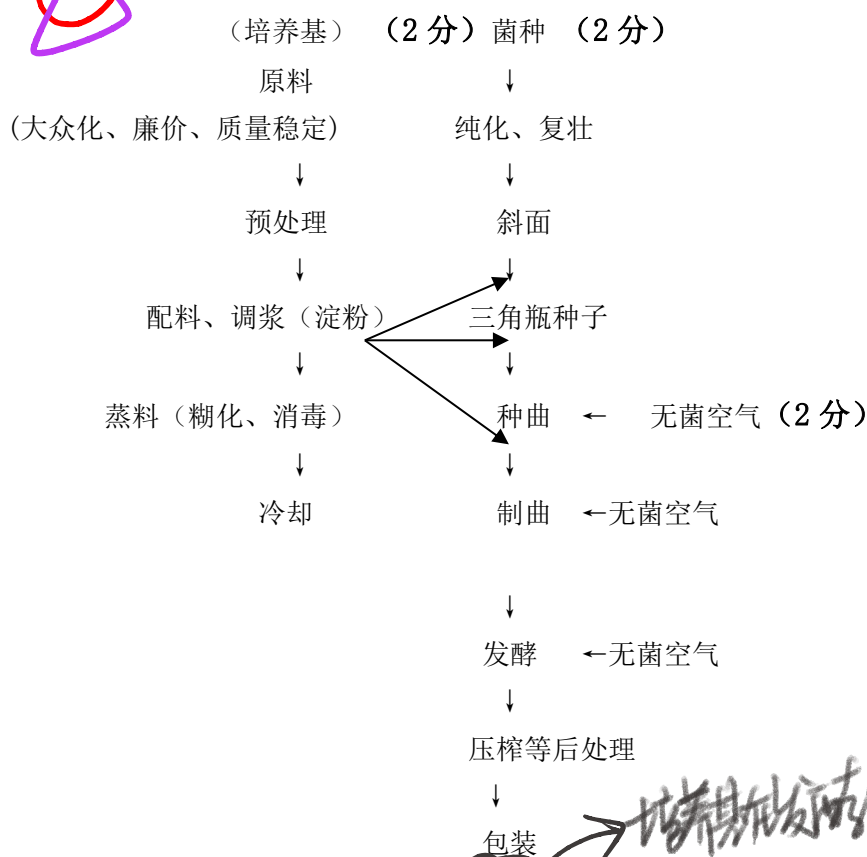 （培养基）（2 分）菌种 （2 分）
原料 ↓
(大众化、廉价、质量稳定) 纯化、复壮
↓ ↓
预处理 斜面
↓ ↓
配料、调浆（淀粉） 三角瓶种子
↓ ↓
蒸料（糊化、消毒） 种曲 ← 无菌空气（2 分）
↓ ↓
冷却 制曲 ←无菌空气
↓
发酵 ←无菌空气
↓
压榨等后处理
↓
包装
培养基